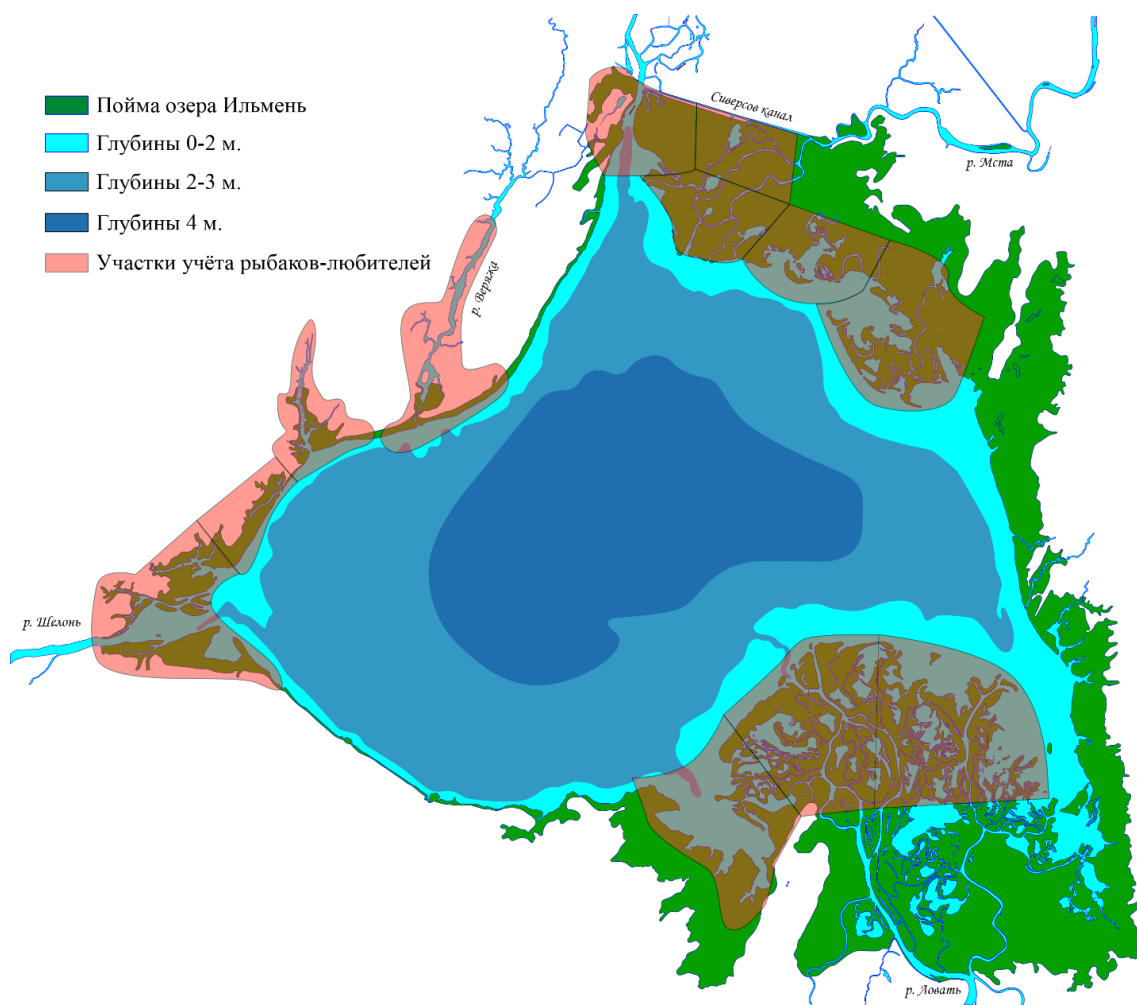 Пойма озера Ильмень
Глубины 0-2 м.
Глубины 2-3 м.
Глубины 4 м.
Участки учёта рыбаков-любителей
Сиверсов канал
р. Мста
р. Веряжа
р. Шелонь
р. Ловать